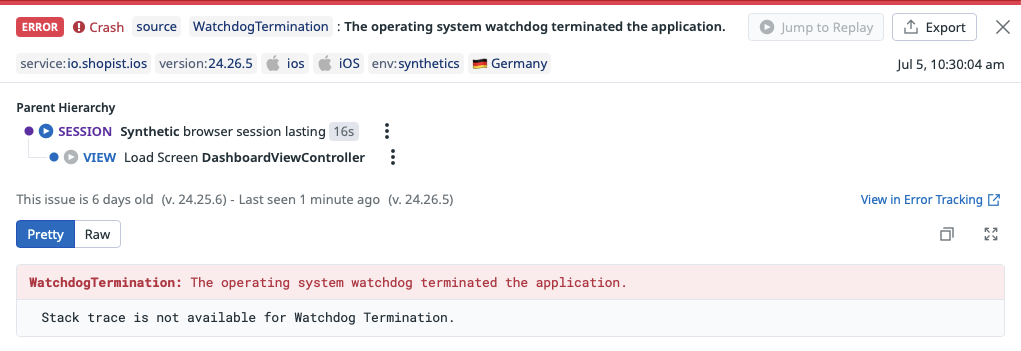 ERROR Crash source WatchdogTermination : The operating system watchdog terminated the application. Jump to Replay Export
service:io.shopist.ios version:24.26.5 ios iOS env:synthetics Germany Jul 5, 10:30:04 am
Parent Hierarchy
SESSION Synthetic browser session lasting 16s
VIEW Load Screen DashboardViewController
This issue is 6 days old (v. 24.25.6) - Last seen 1 minute ago (v. 24.26.5) View in Error Tracking
Pretty Raw
WatchdogTermination: The operating system watchdog terminated the application.
Stack trace is not available for Watchdog Termination.